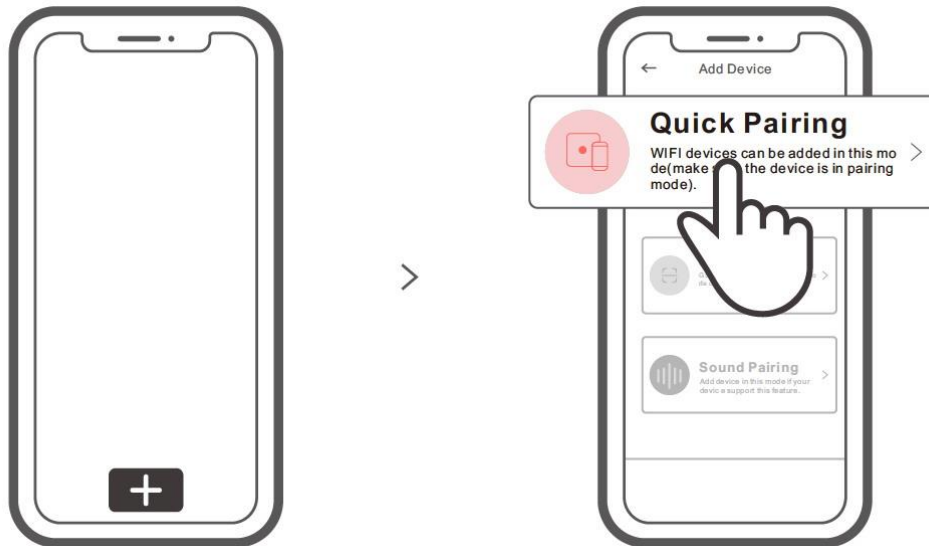 Add Device
Quick Pairing
WIFI devices can be added in this mo
de(make the device is in pairing
mode).
Sound Pairing
Add device in this mode if your
devic e support this feature.